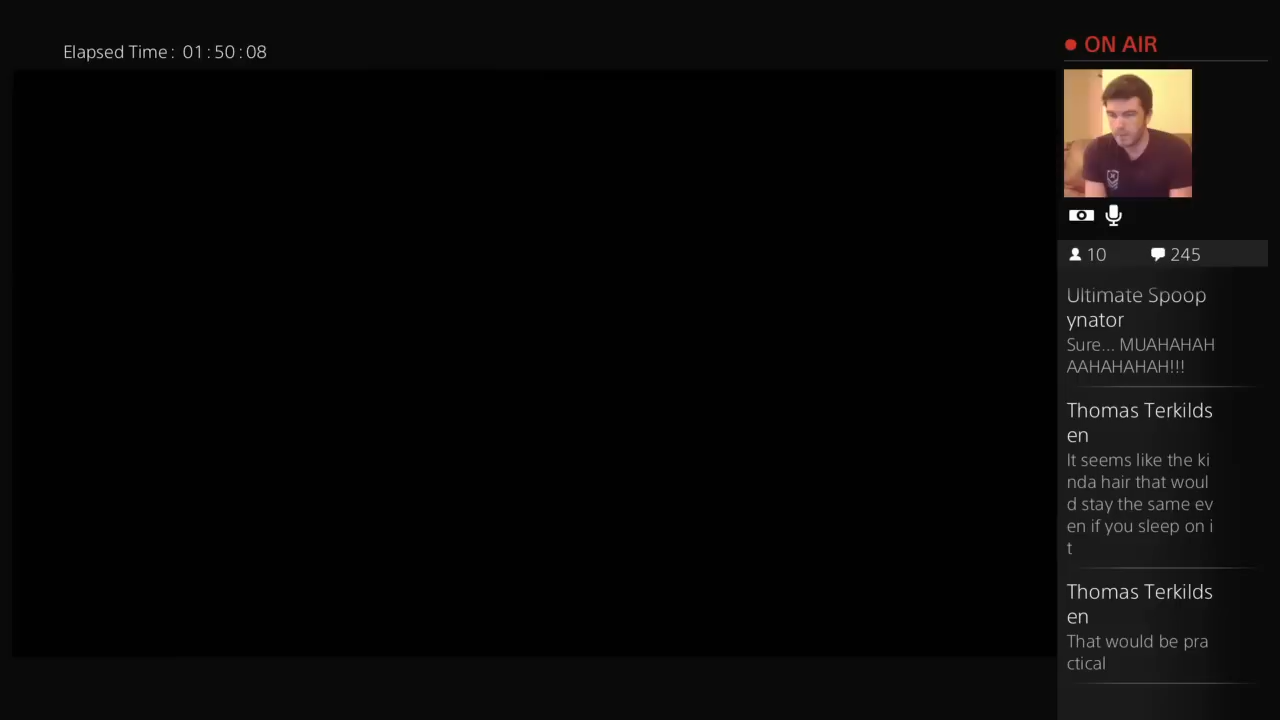 Elapsed Time: 01:50:08
ON AIR
10 245
Ultimate Spoop
ynator
Sure... MUAHAHAH
AAHAHAHAH!!!
Thomas Terkilds
en
It seems like the ki
nda hair that woul
d stay the same ev
en if you sleep on i
t
Thomas Terkilds
en
That would be pra
ctical